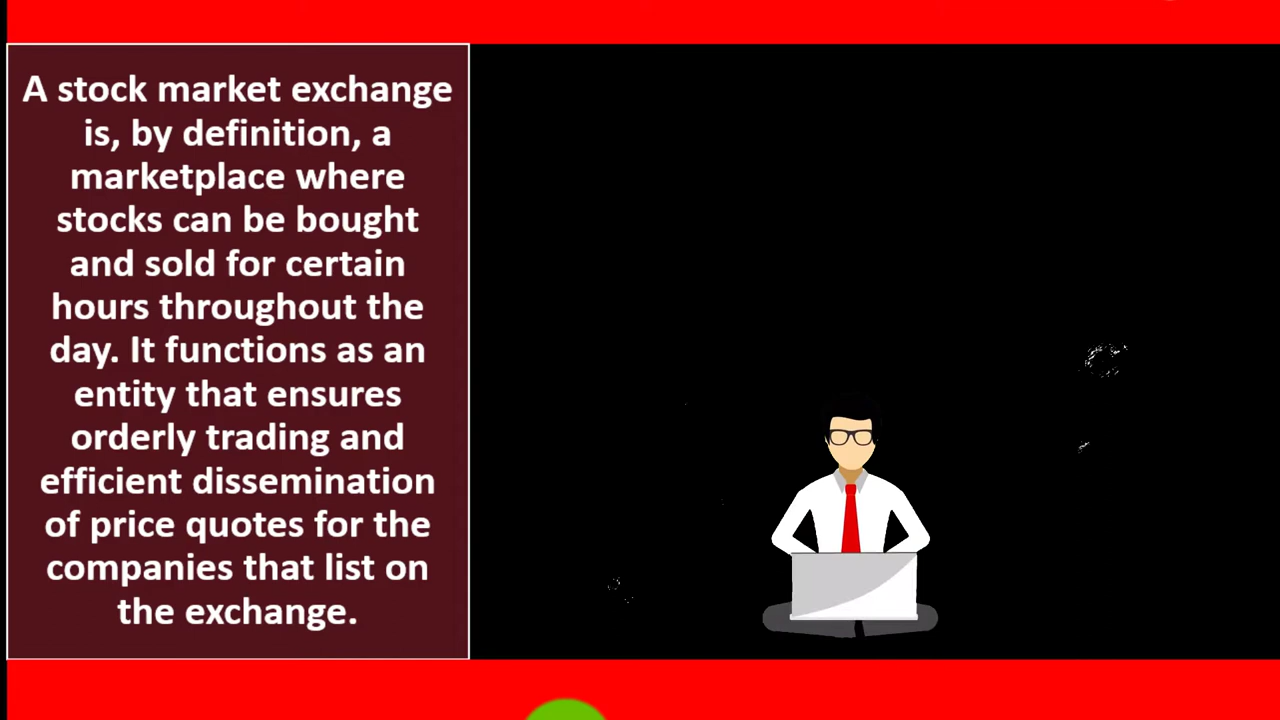 A stock market exchange
is, by definition, a
marketplace where
stocks can be bought
and sold for certain
hours throughout the
day. It functions as an
entity that ensures
orderly trading and
efficient dissemination
of price quotes for the
companies that list on
the exchange.